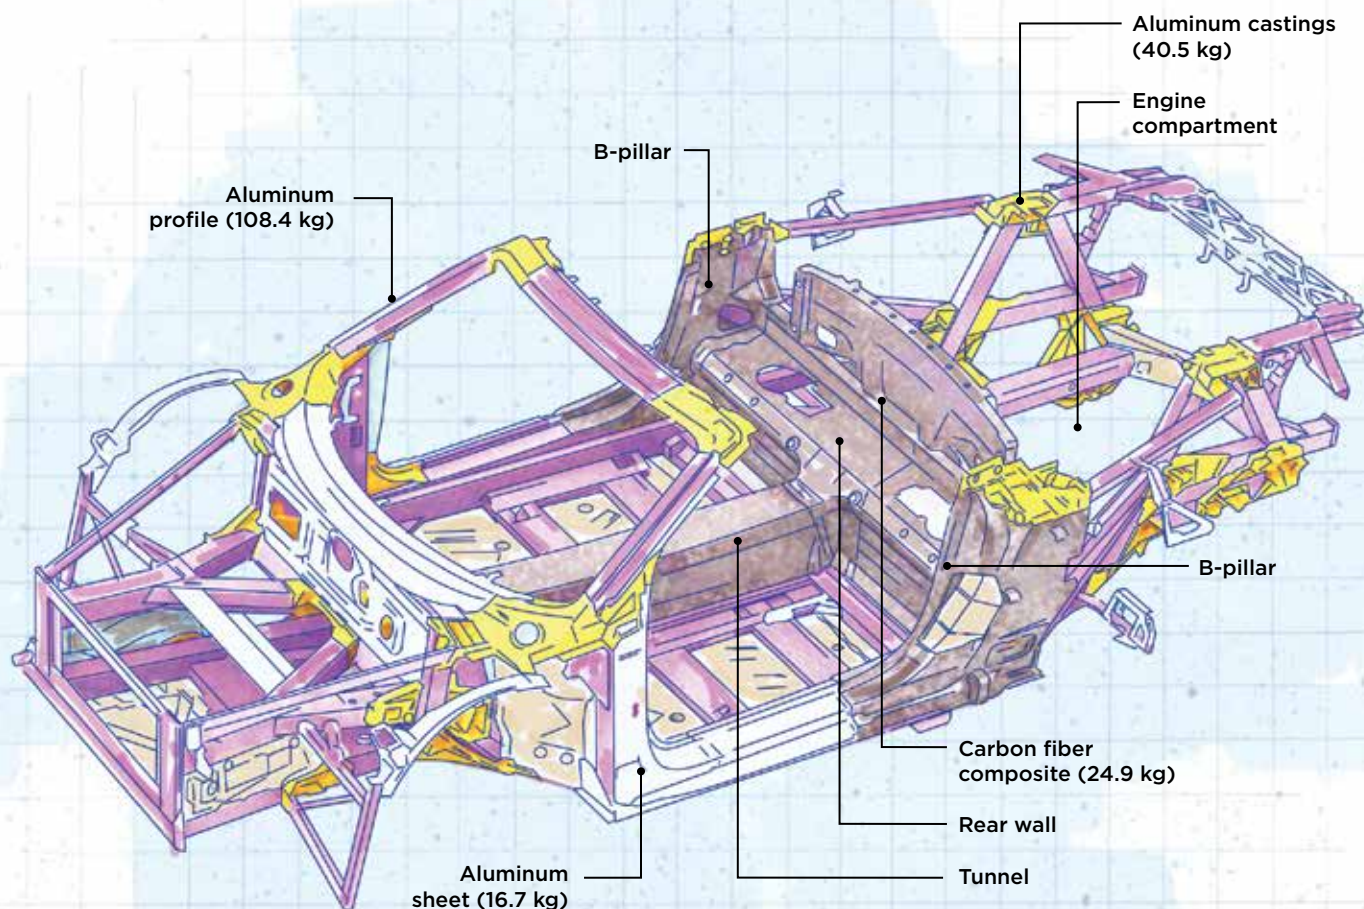 Aluminum castings
(40.5 kg)
Engine
compartment
B-pillar
Aluminum
profile (108.4 kg)
B-pillar
Carbon fiber
composite (24.9 kg)
Rear wall
Tunnel
Aluminum
sheet (16.7 kg)